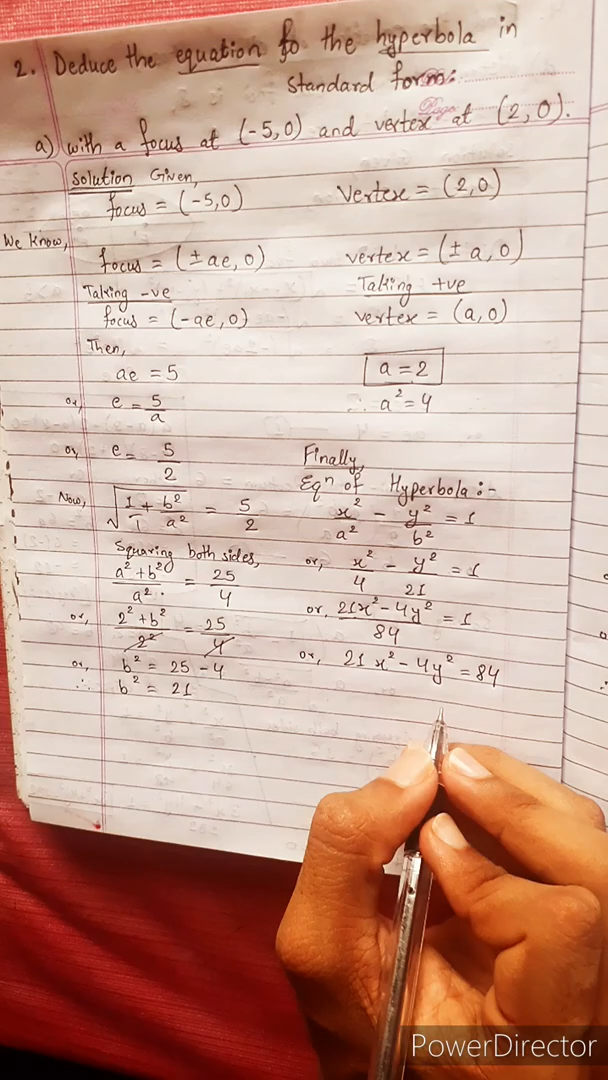 2. Deduce the equation fo the hyperbola in
standard form:
a) with a focus at (-5,0) and vertex at (2,0).
Solution Given,
focus = (-5,0)
Vertex = (2,0)
We know,
focus = (±ae, 0)
vertex = (±a, 0)
Taking -ve
Taking +ve
focus = (-ae, 0)
vertex = (a, 0)
Then,
ae = 5
a = 2
or, e = 5/a
∴ a² = 4
or, e = 5/2
Now, √(1/1 + b²/a²) = 5/2
Squaring both sides,
(a² + b²)/a² = 25/4
or, (2² + b²)/2² = 25/4
or, b² = 25 - 4
∴ b² = 21
Finally,
Eqⁿ of Hyperbola :-
x²/a² - y²/b² = 1
or, x²/4 - y²/21 = 1
or, (21x² - 4y²)/84 = 1
or, 21x² - 4y² = 84
PowerDirector